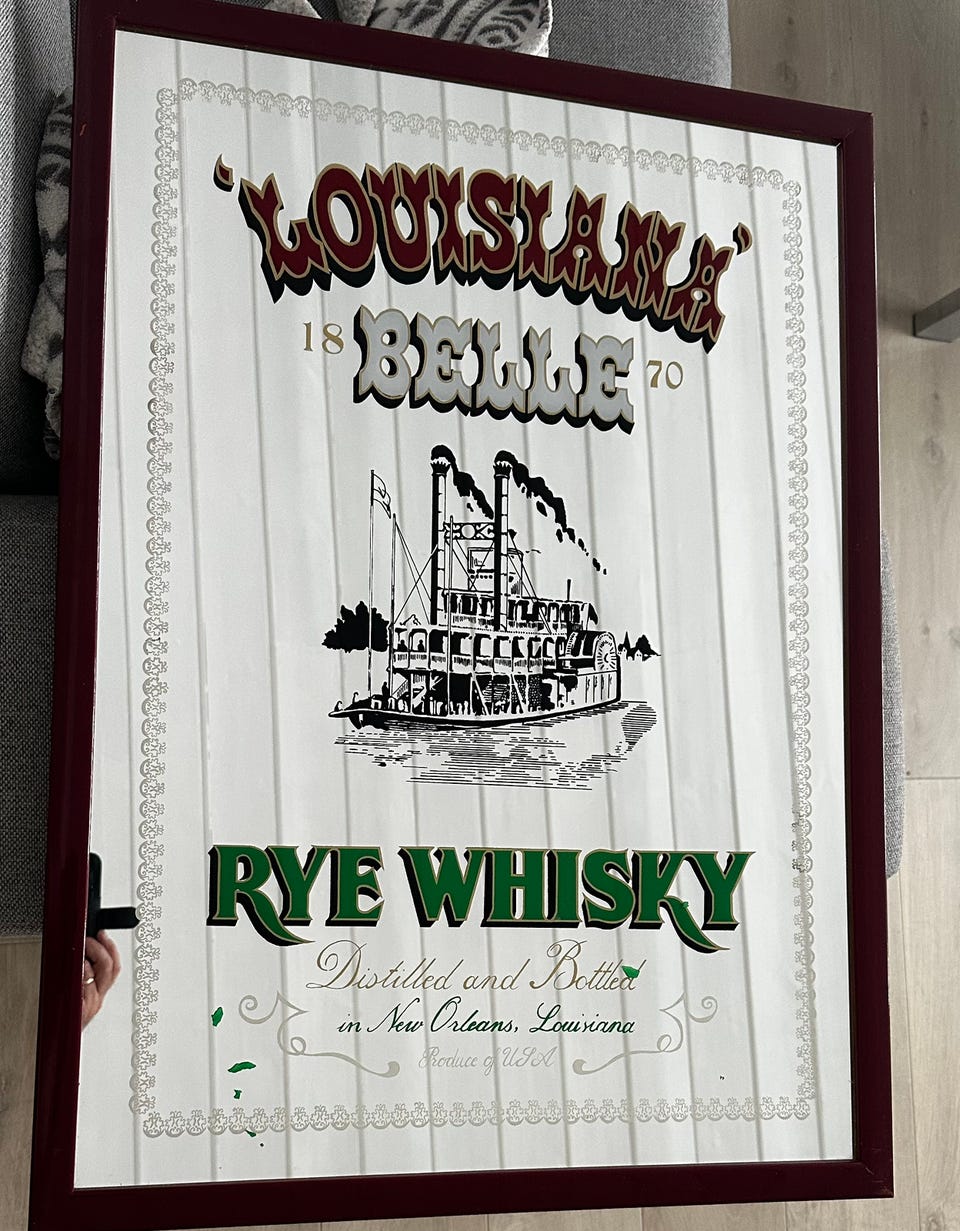 'LOUISIANA'
18 BELLE 70
RYE WHISKY
Distilled and Bottled
in New Orleans, Louisiana
Produce of USA